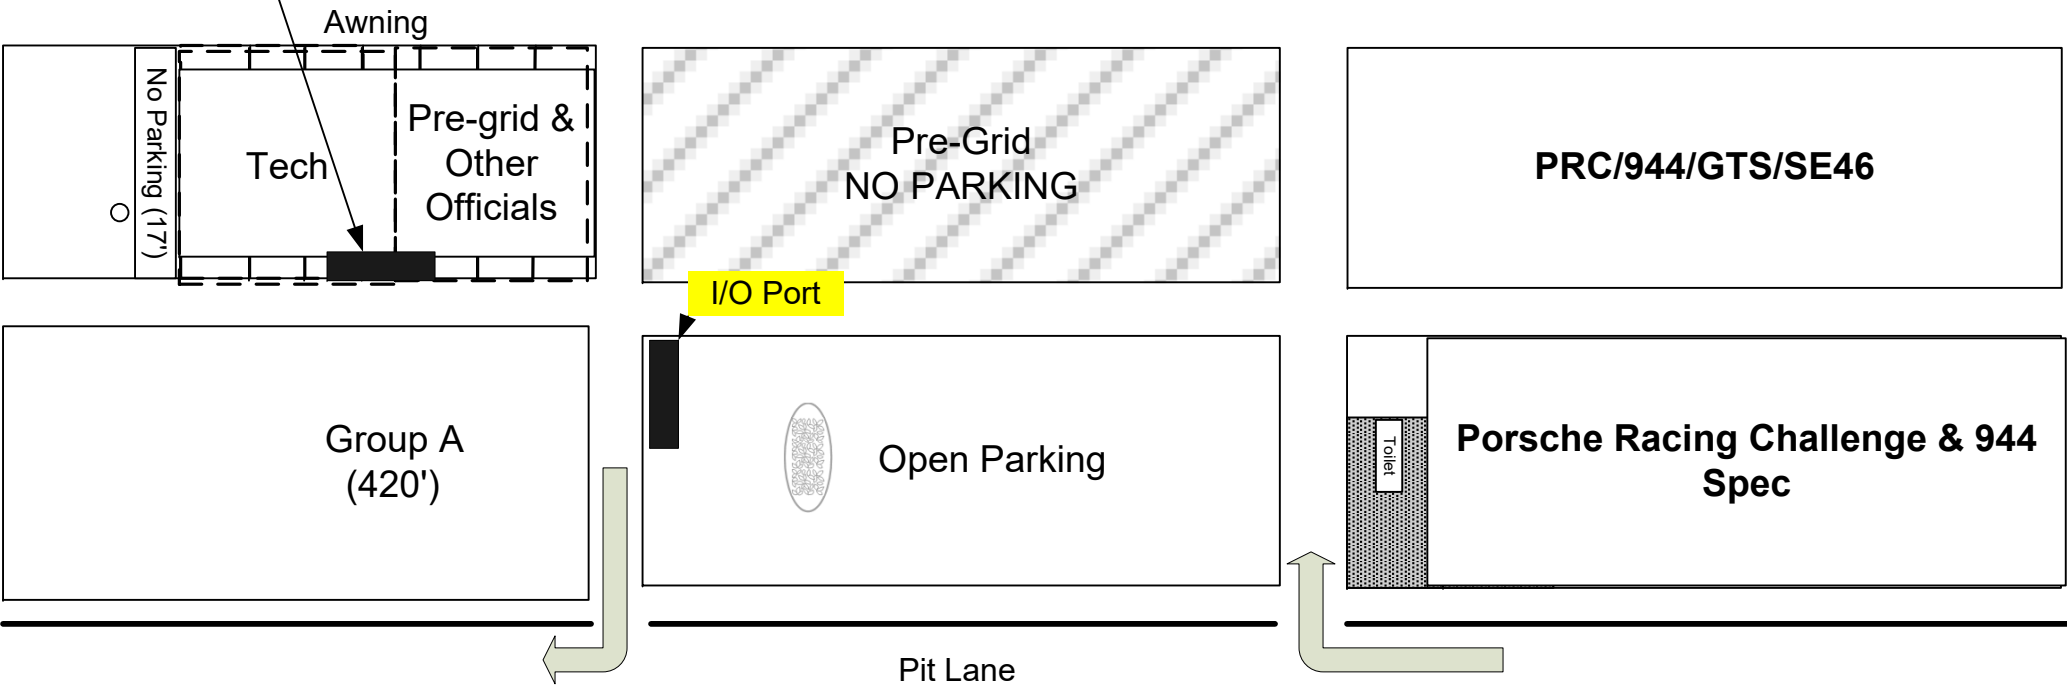 Awning
No Parking (17')
Tech
Pre-grid &
Other
Officials
Pre-Grid
NO PARKING
PRC/944/GTS/SE46
I/O Port
Group A
(420')
Open Parking
Toilet
Porsche Racing Challenge & 944
Spec
Pit Lane